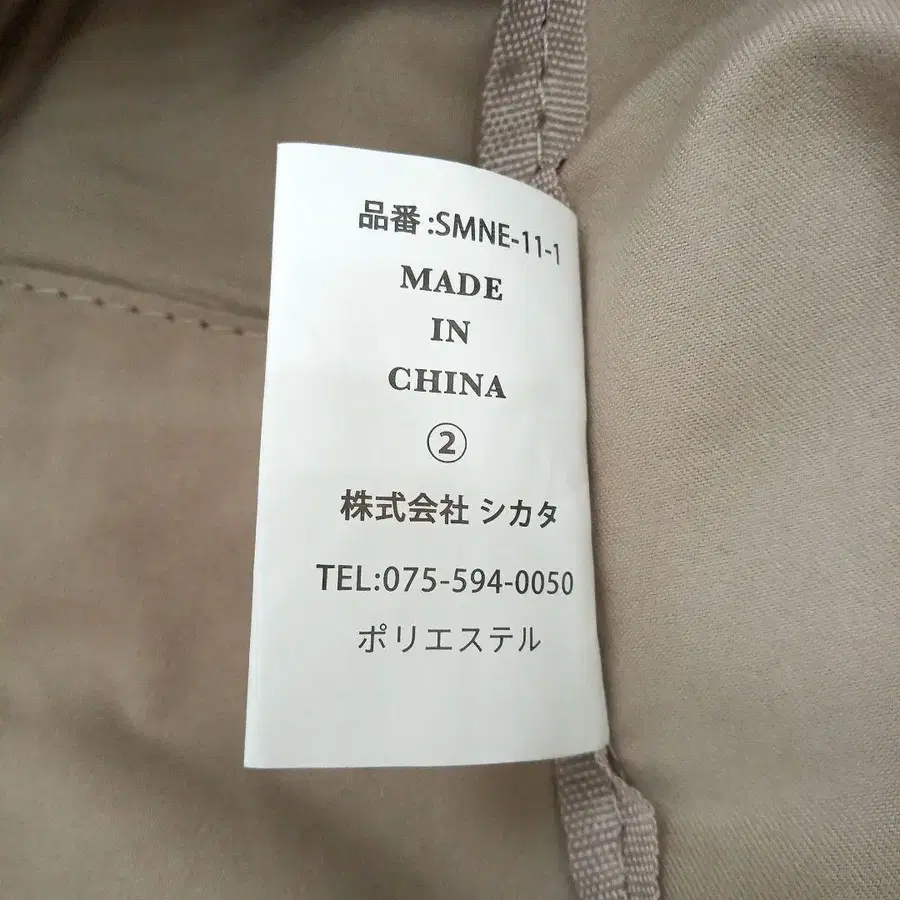 品番:SMNE-11-1
MADE
IN
CHINA
②
株式会社 シカタ
TEL:075-594-0050
ポリエステル